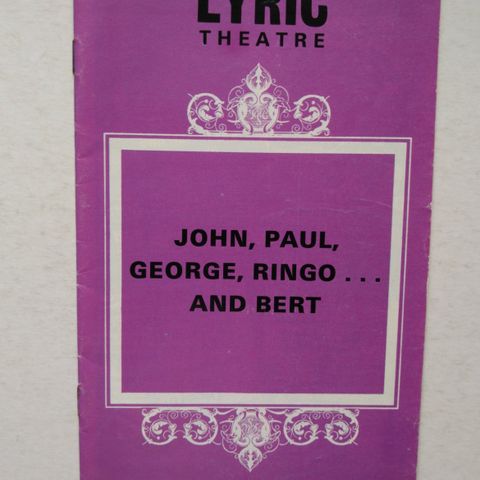 LYRIC
THEATRE
JOHN, PAUL,
GEORGE, RINGO . . .
AND BERT